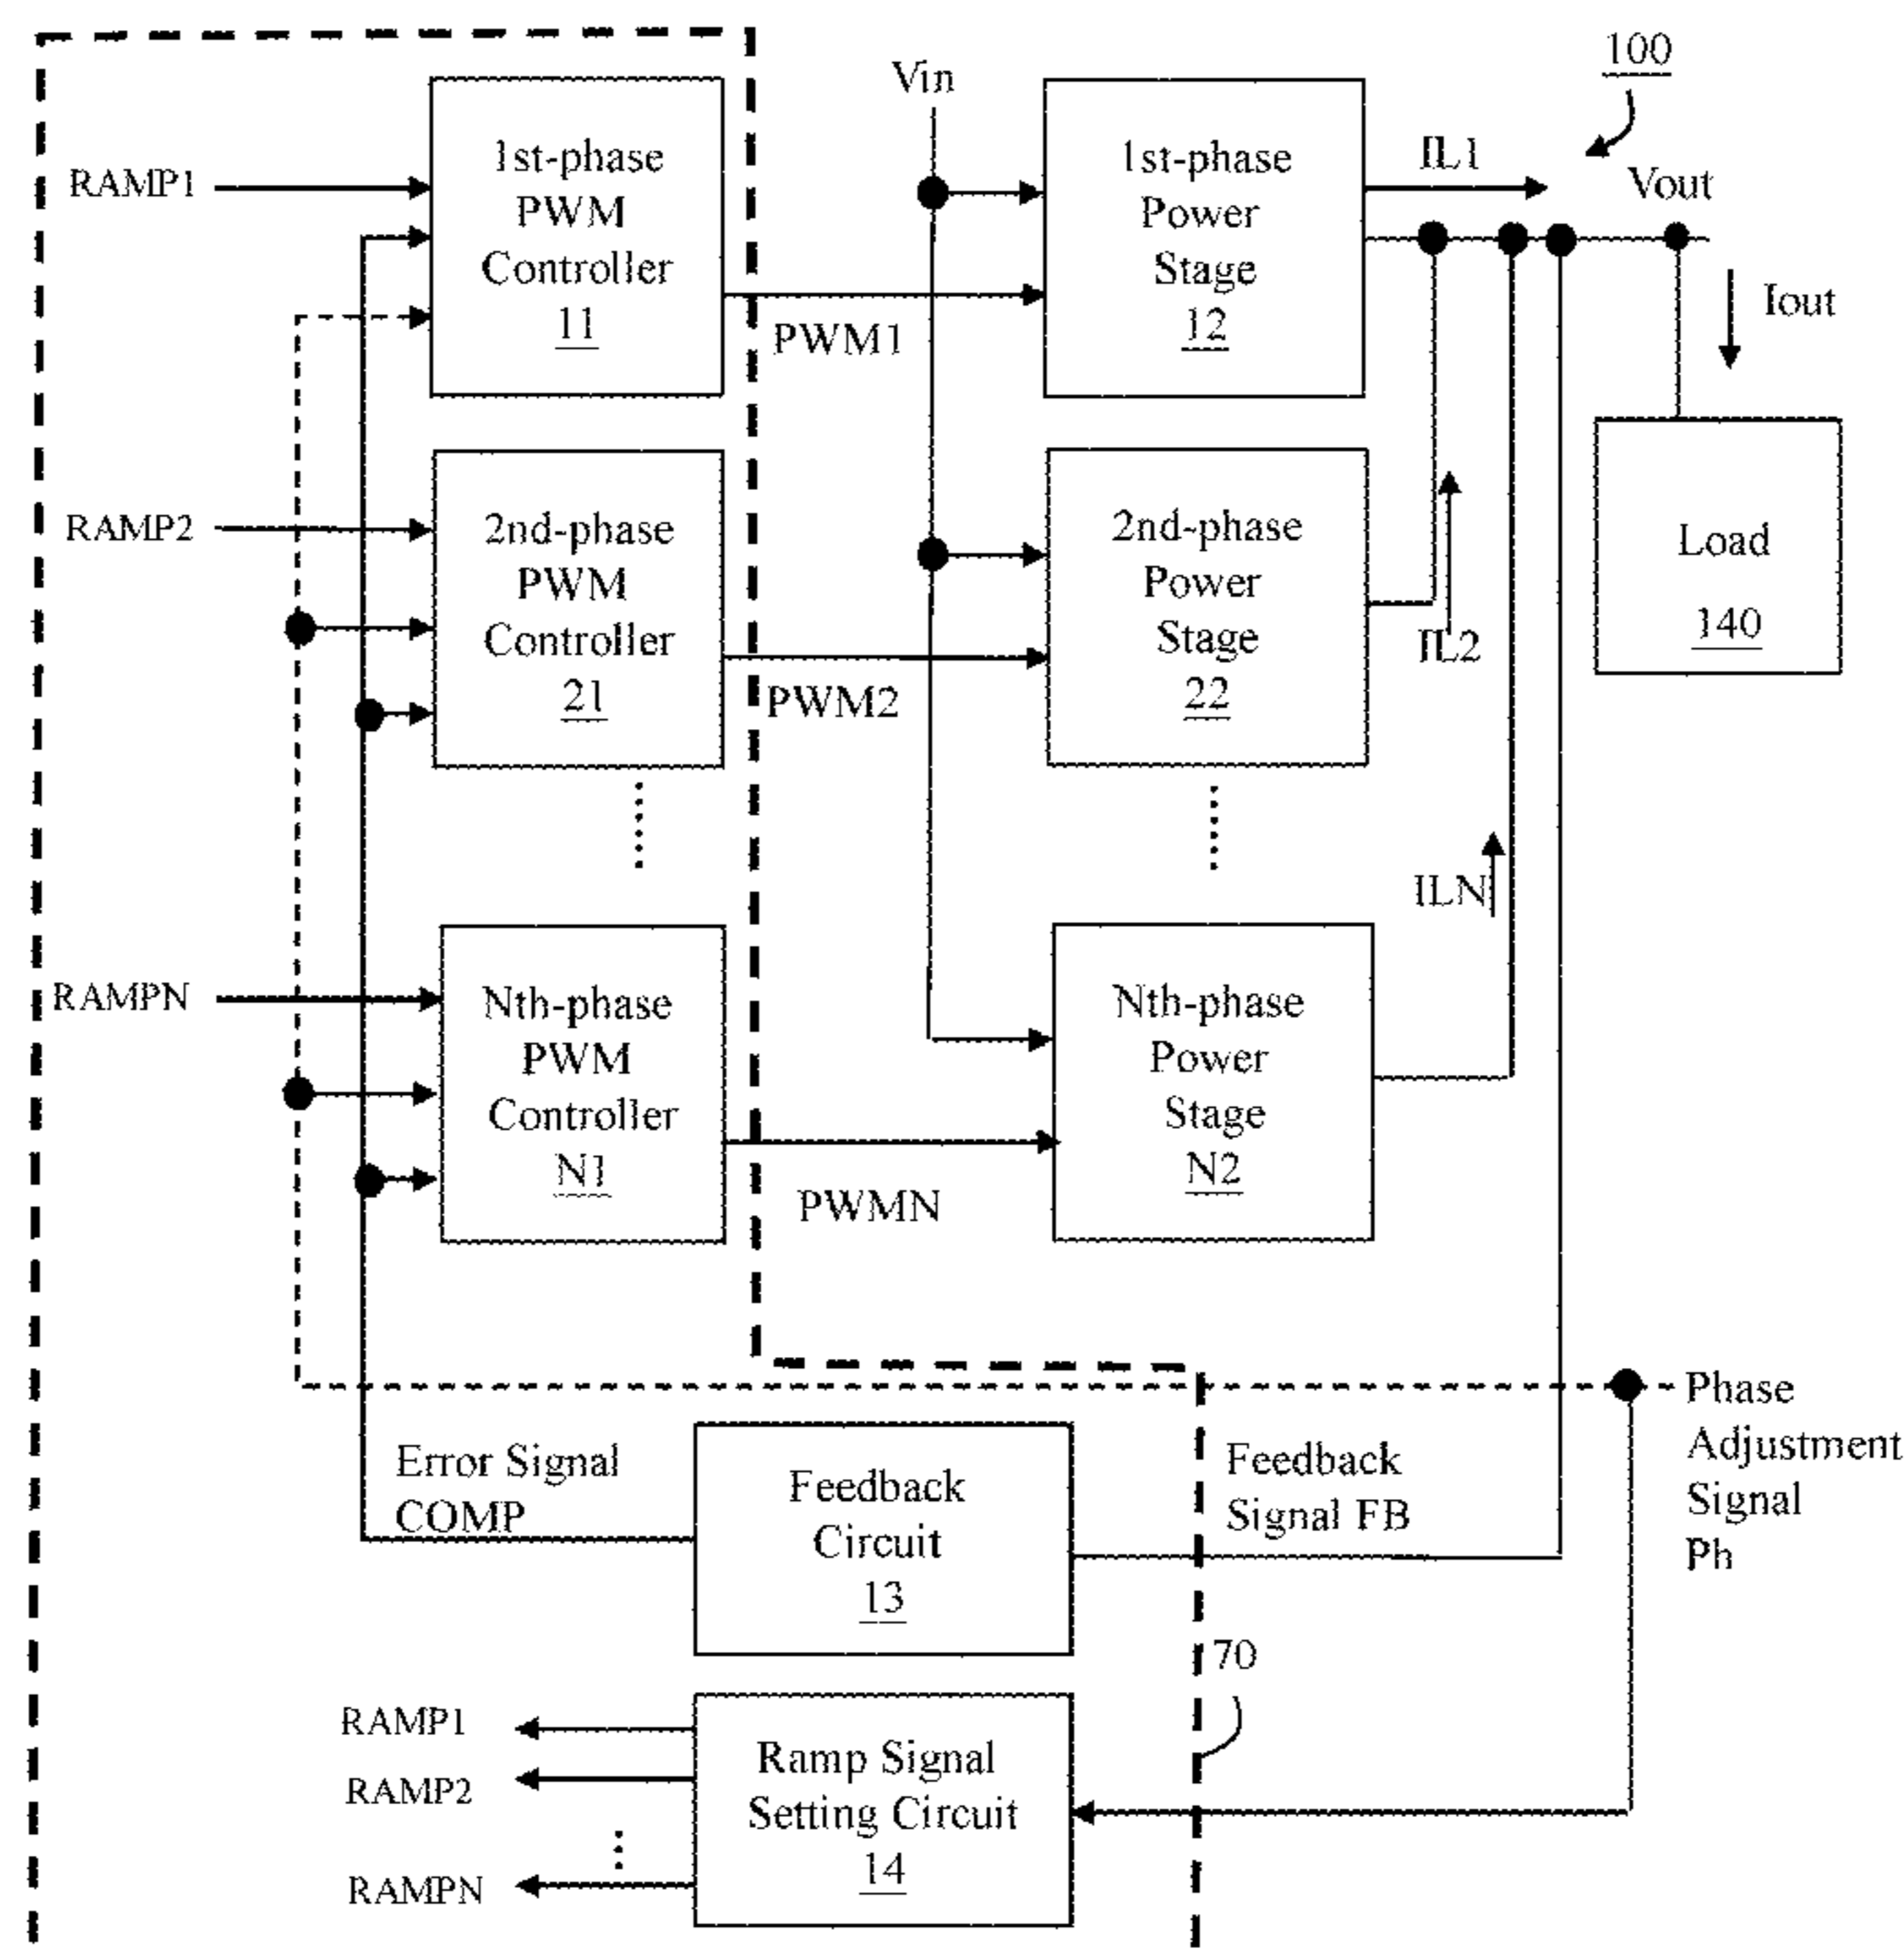 100
Vin
1st-phase
PWM
Controller
11
1st-phase
Power
Stage
12
RAMP1
IL1
Vout
Iout
PWM1
RAMP2
2nd-phase
PWM
Controller
21
2nd-phase
Power
Stage
22
Load
140
IL2
PWM2
ILN
RAMPN
Nth-phase
PWM
Controller
N1
Nth-phase
Power
Stage
N2
PWMN
Phase
Adjustment
Signal
Ph
Error Signal
COMP
Feedback
Circuit
13
Feedback
Signal FB
70
RAMP1
RAMP2
RAMPN
Ramp Signal
Setting Circuit
14